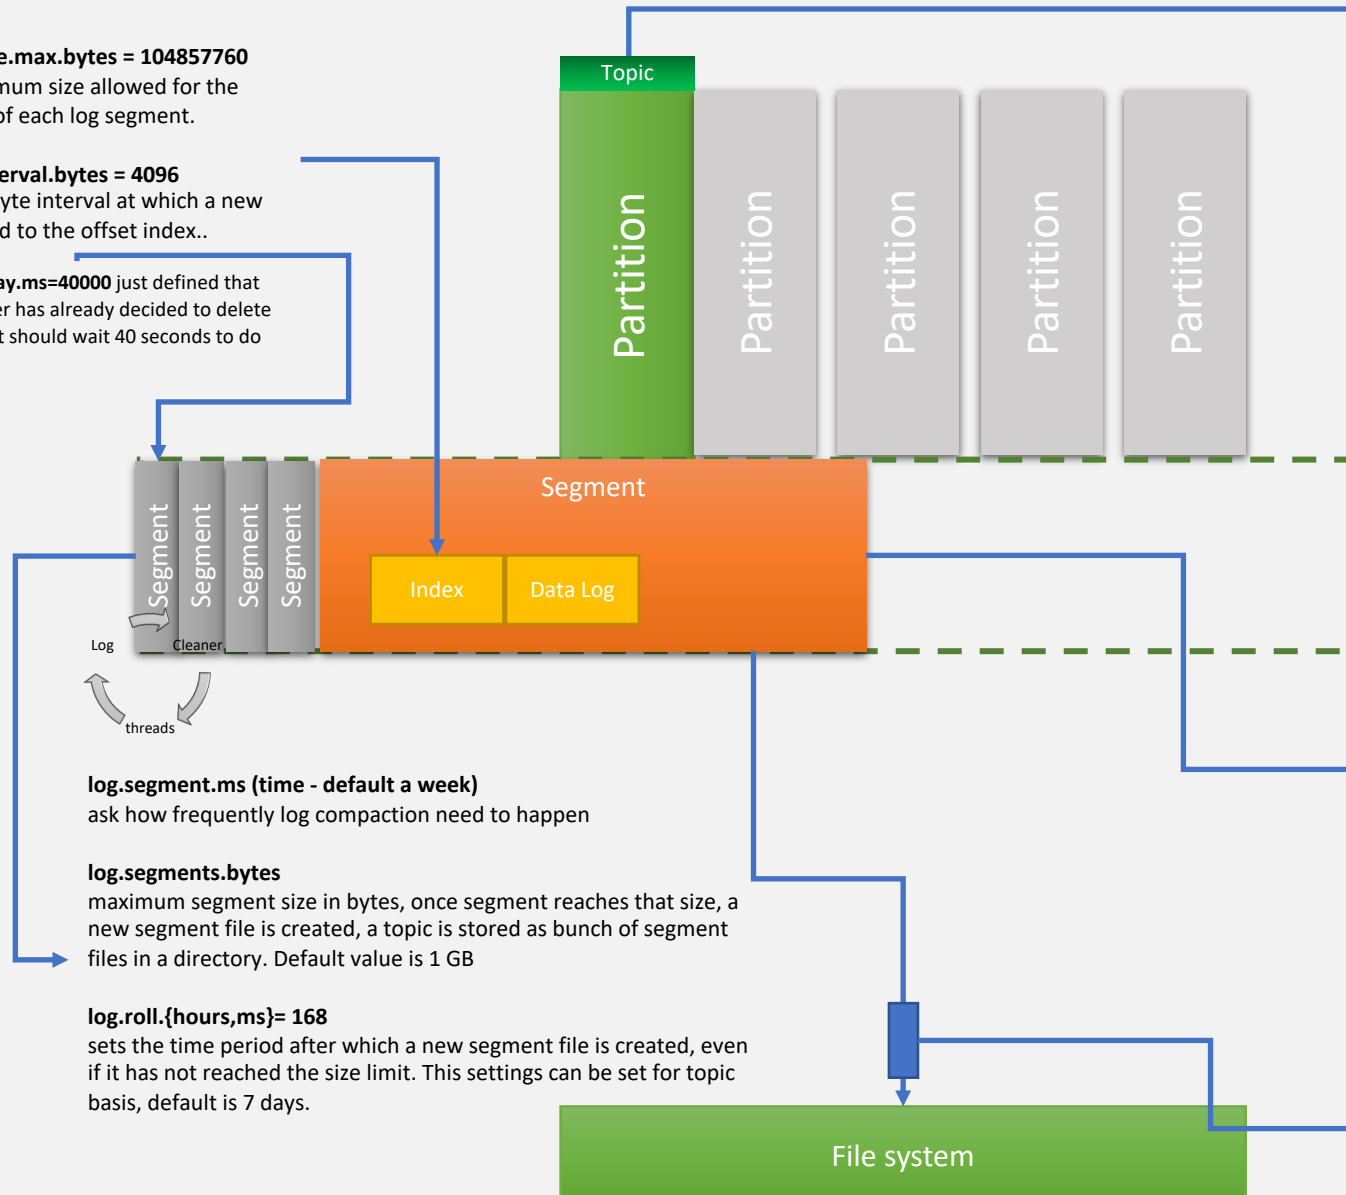 e.max.bytes = 104857760
mum size allowed for the
of each log segment.
erval.bytes = 4096
yte interval at which a new
d to the offset index..
ay.ms=40000 just defined that
er has already decided to delete
t should wait 40 seconds to do
Topic
Partition
Partition
Partition
Partition
Partition
Segment
Segment
Segment
Segment
Segment
Index
Data Log
Log
Cleaner
threads
log.segment.ms (time - default a week)
ask how frequently log compaction need to happen
log.segments.bytes
maximum segment size in bytes, once segment reaches that size, a
new segment file is created, a topic is stored as bunch of segment
files in a directory. Default value is 1 GB
log.roll.{hours,ms}= 168
sets the time period after which a new segment file is created, even
if it has not reached the size limit. This settings can be set for topic
basis, default is 7 days.
File system